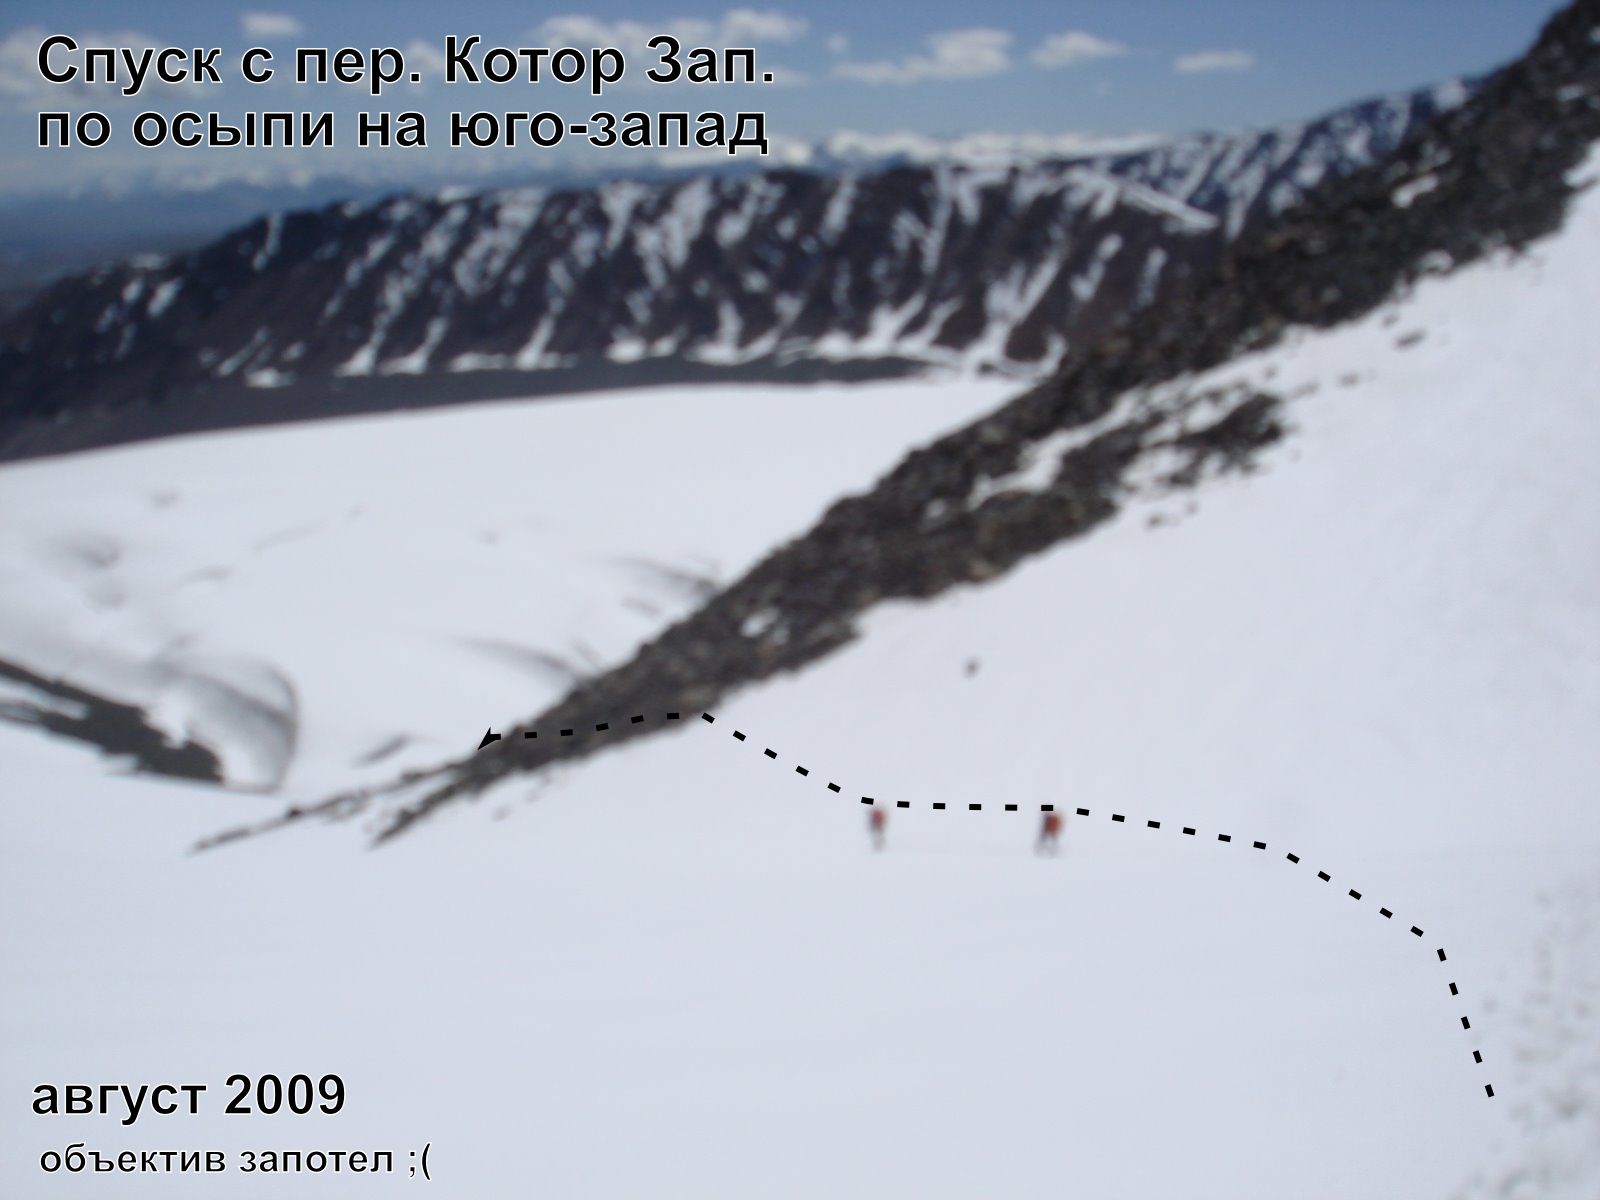 Спуск с пер. Котор Зап.
по осыпи на юго-запад
август 2009
объектив запотел ;(